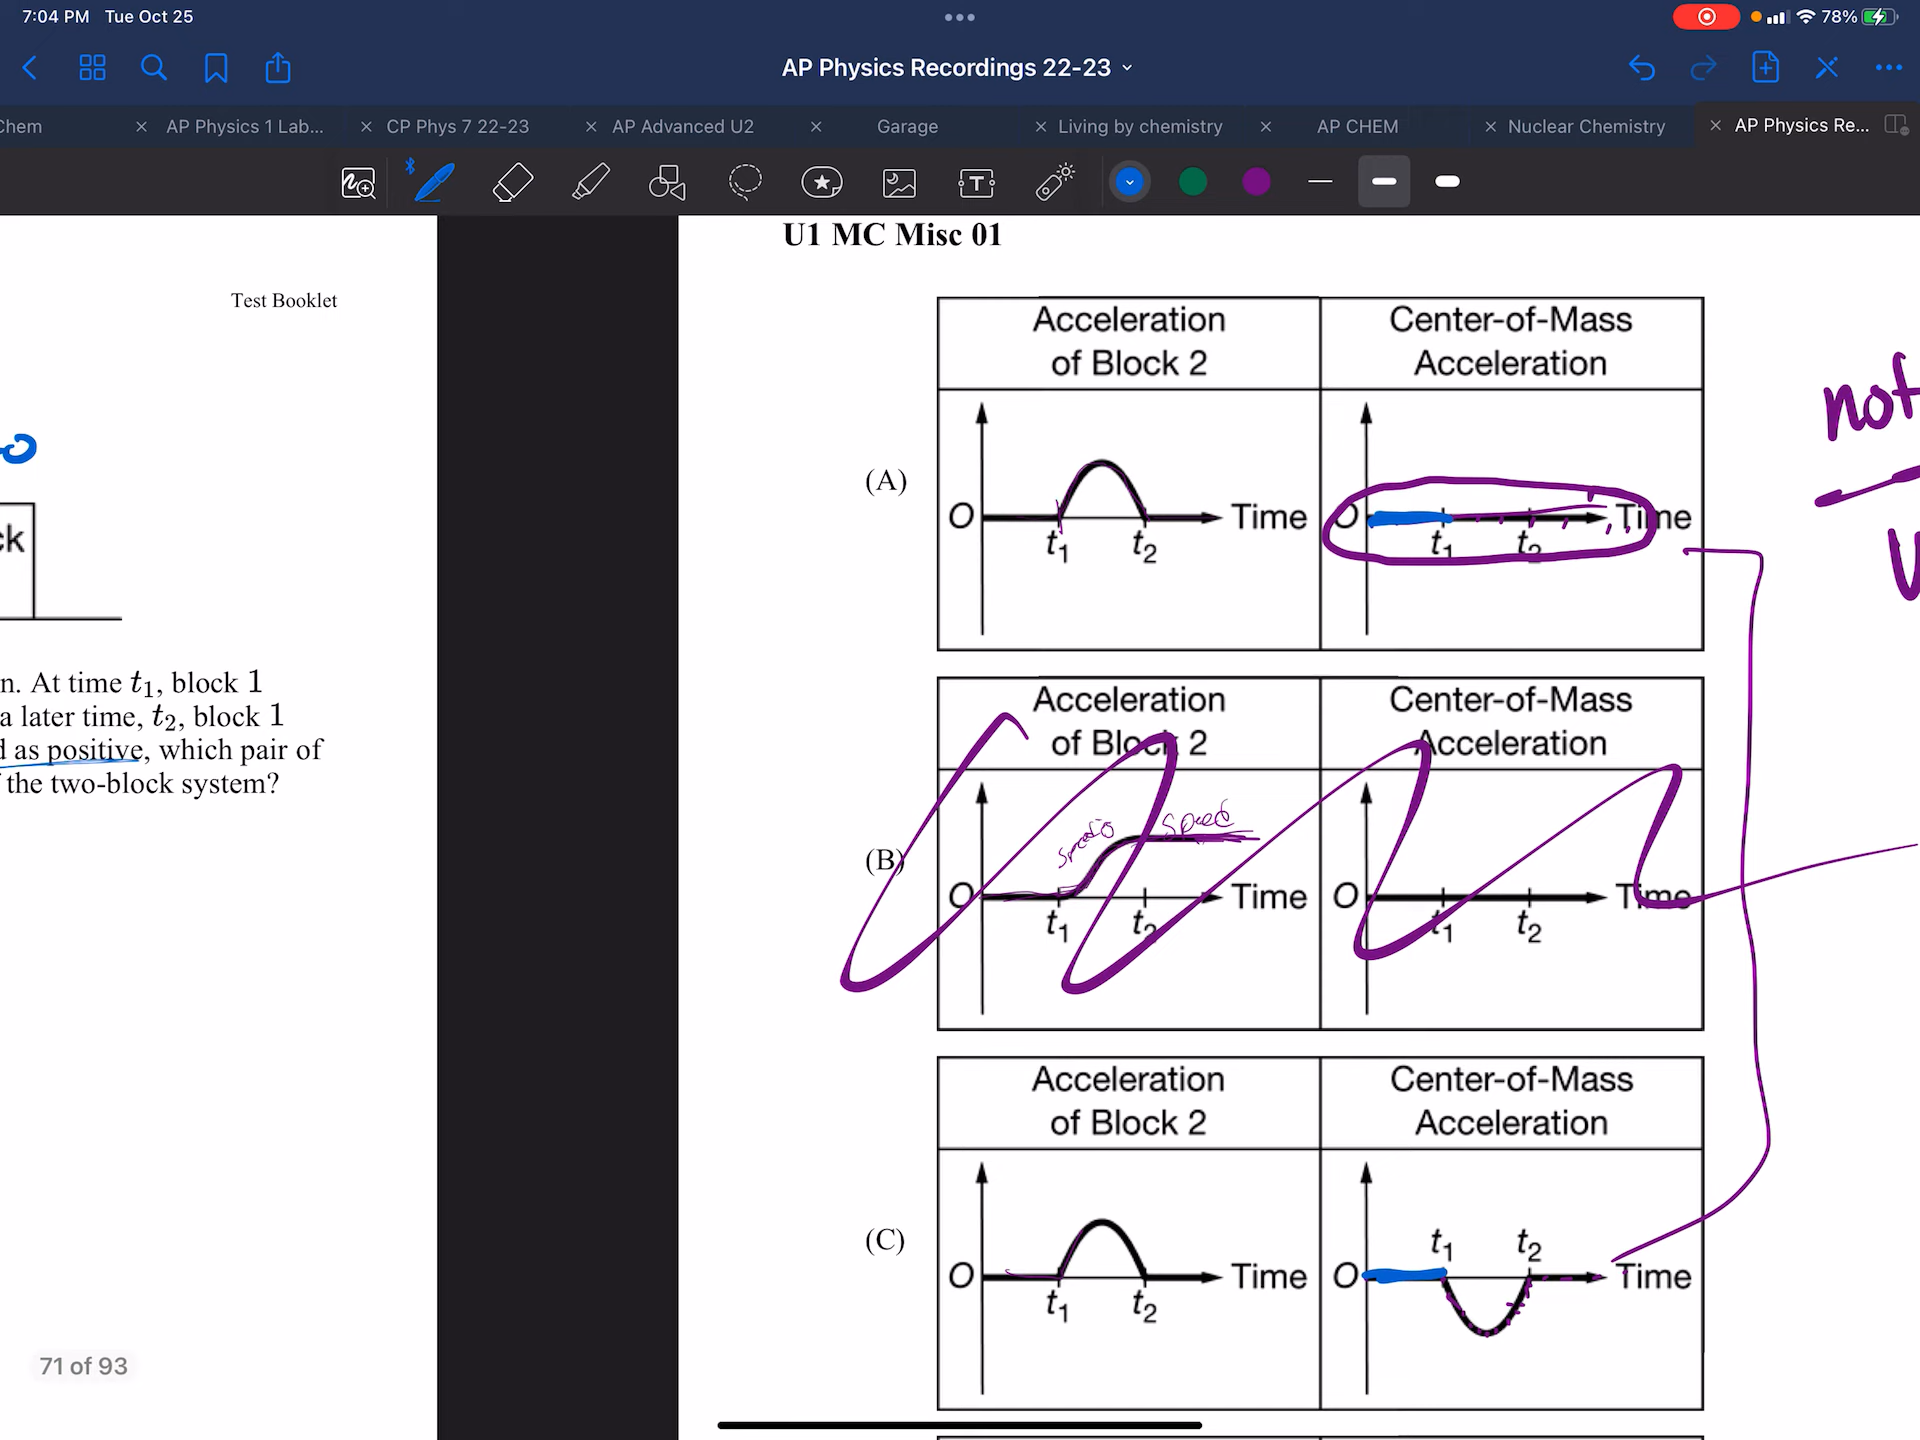 7:04 PM Tue Oct 25
78%
AP Physics Recordings 22-23
Chem
AP Physics 1 Lab...
CP Phys 7 22-23
AP Advanced U2
Garage
Living by chemistry
AP CHEM
Nuclear Chemistry
AP Physics Re...
Test Booklet
ck
n. At time t₁, block 1
a later time, t₂, block 1
d as positive, which pair of
the two-block system?
71 of 93
U1 MC Misc 01
Acceleration of Block 2
Center-of-Mass Acceleration
(A)
O t₁ t₂ Time
O t₁ t₂ Time
not
Acceleration of Block 2
Center-of-Mass Acceleration
(B)
Speed
O t₁ t₂ Time
O t₁ t₂ Time
Acceleration of Block 2
Center-of-Mass Acceleration
(C)
O t₁ t₂ Time
O t₁ t₂ Time